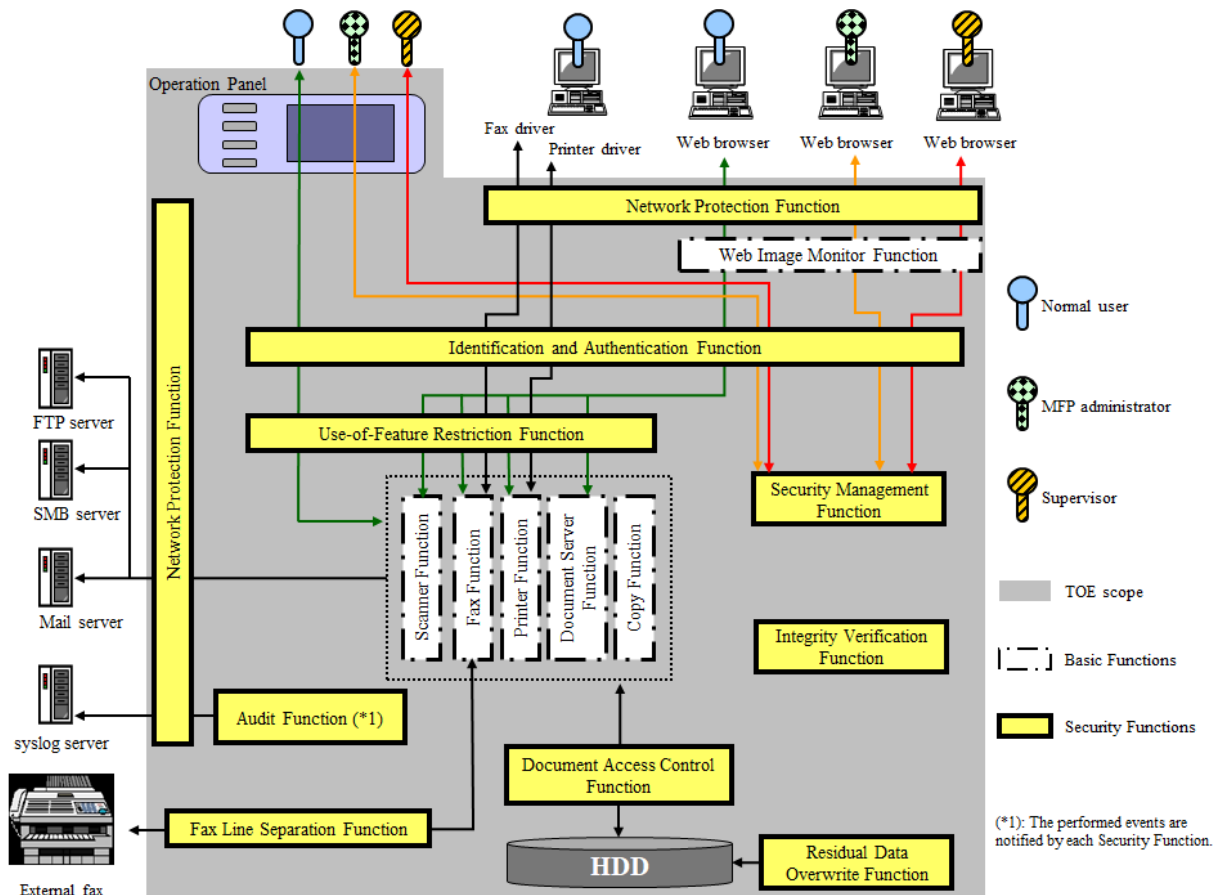 Operation Panel
Fax driver
Printer driver
Web browser
Web browser
Web browser
Network Protection Function
Web Image Monitor Function
Identification and Authentication Function
Use-of-Feature Restriction Function
Network Protection Function
FTP server
SMB server
Mail server
syslog server
External fax
Scanner Function
Fax Function
Printer Function
Document Server
Function
Copy Function
Security Management
Function
Integrity Verification
Function
Audit Function (*1)
Document Access Control
Function
Fax Line Separation Function
HDD
Residual Data
Overwrite Function
Normal user
MFP administrator
Supervisor
TOE scope
Basic Functions
Security Functions
(*1): The performed events are
notified by each Security Function.